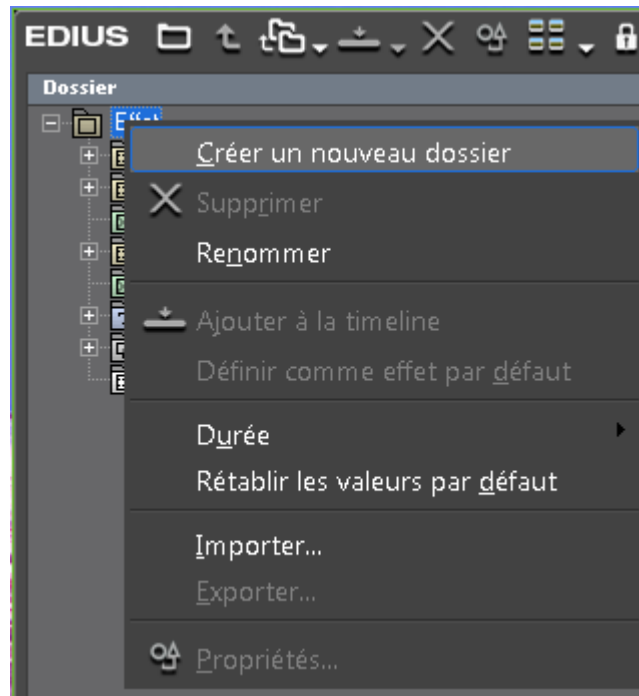 EDIUS
Dossier
Créer un nouveau dossier
Supprimer
Renommer
Ajouter à la timeline
Définir comme effet par défaut
Durée
Rétablir les valeurs par défaut
Importer...
Exporter...
Propriétés...